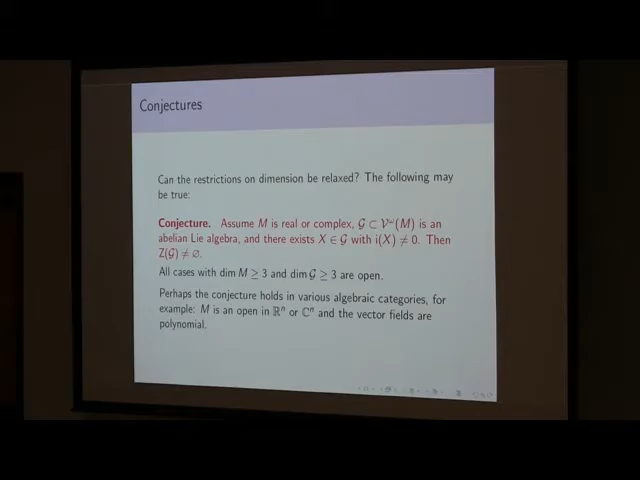 Conjectures
Can the restrictions on dimension be relaxed? The following may
be true:
Conjecture. Assume M is real or complex, 𝒢 ⊂ 𝒱^ω(M) is an
abelian Lie algebra, and there exists X ∈ 𝒢 with i(X) ≠ 0. Then
Z(𝒢) ≠ ∅.
All cases with dim M ≥ 3 and dim 𝒢 ≥ 3 are open.
Perhaps the conjecture holds in various algebraic categories, for
example: M is an open in ℝⁿ or ℂⁿ and the vector fields are
polynomial.